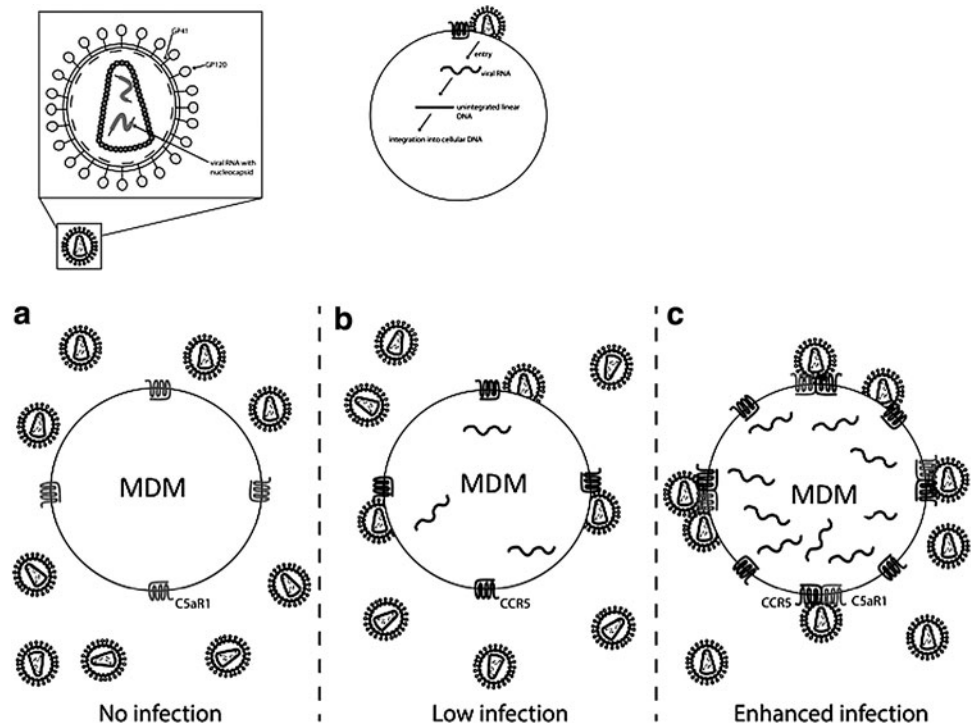 GP41
GP120
viral RNA with
nucleocapsid
entry
viral RNA
unintegrated linear
DNA
integration into cellular DNA
a
MDM
C5aR1
No infection
b
MDM
CCR5
Low infection
c
MDM
CCR5
C5aR1
Enhanced infection